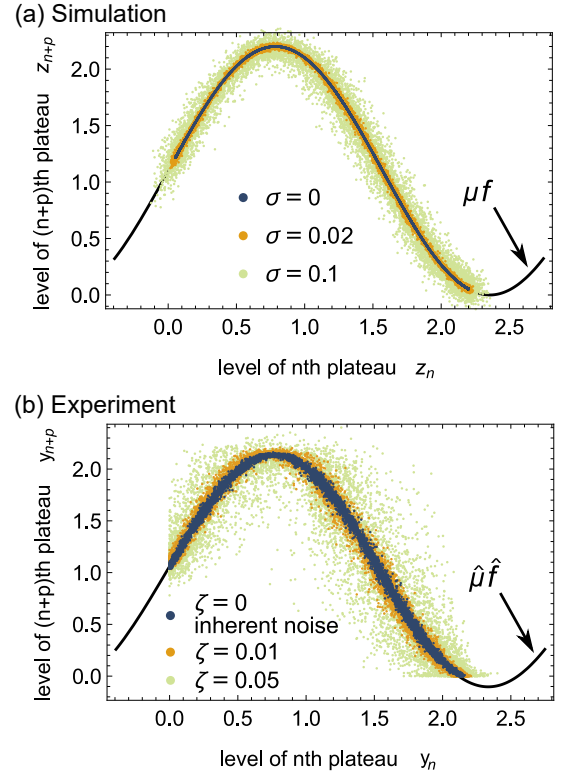 (a) Simulation
level of (n+p)th plateau z_{n+p}
2.0
1.5
1.0
0.5
0.0
σ = 0
σ = 0.02
σ = 0.1
μf
0.0 0.5 1.0 1.5 2.0 2.5
level of nth plateau z_n
(b) Experiment
level of (n+p)th plateau y_{n+p}
2.0
1.5
1.0
0.5
0.0
ζ = 0
inherent noise
ζ = 0.01
ζ = 0.05
μ̂f̂
0.0 0.5 1.0 1.5 2.0 2.5
level of nth plateau y_n